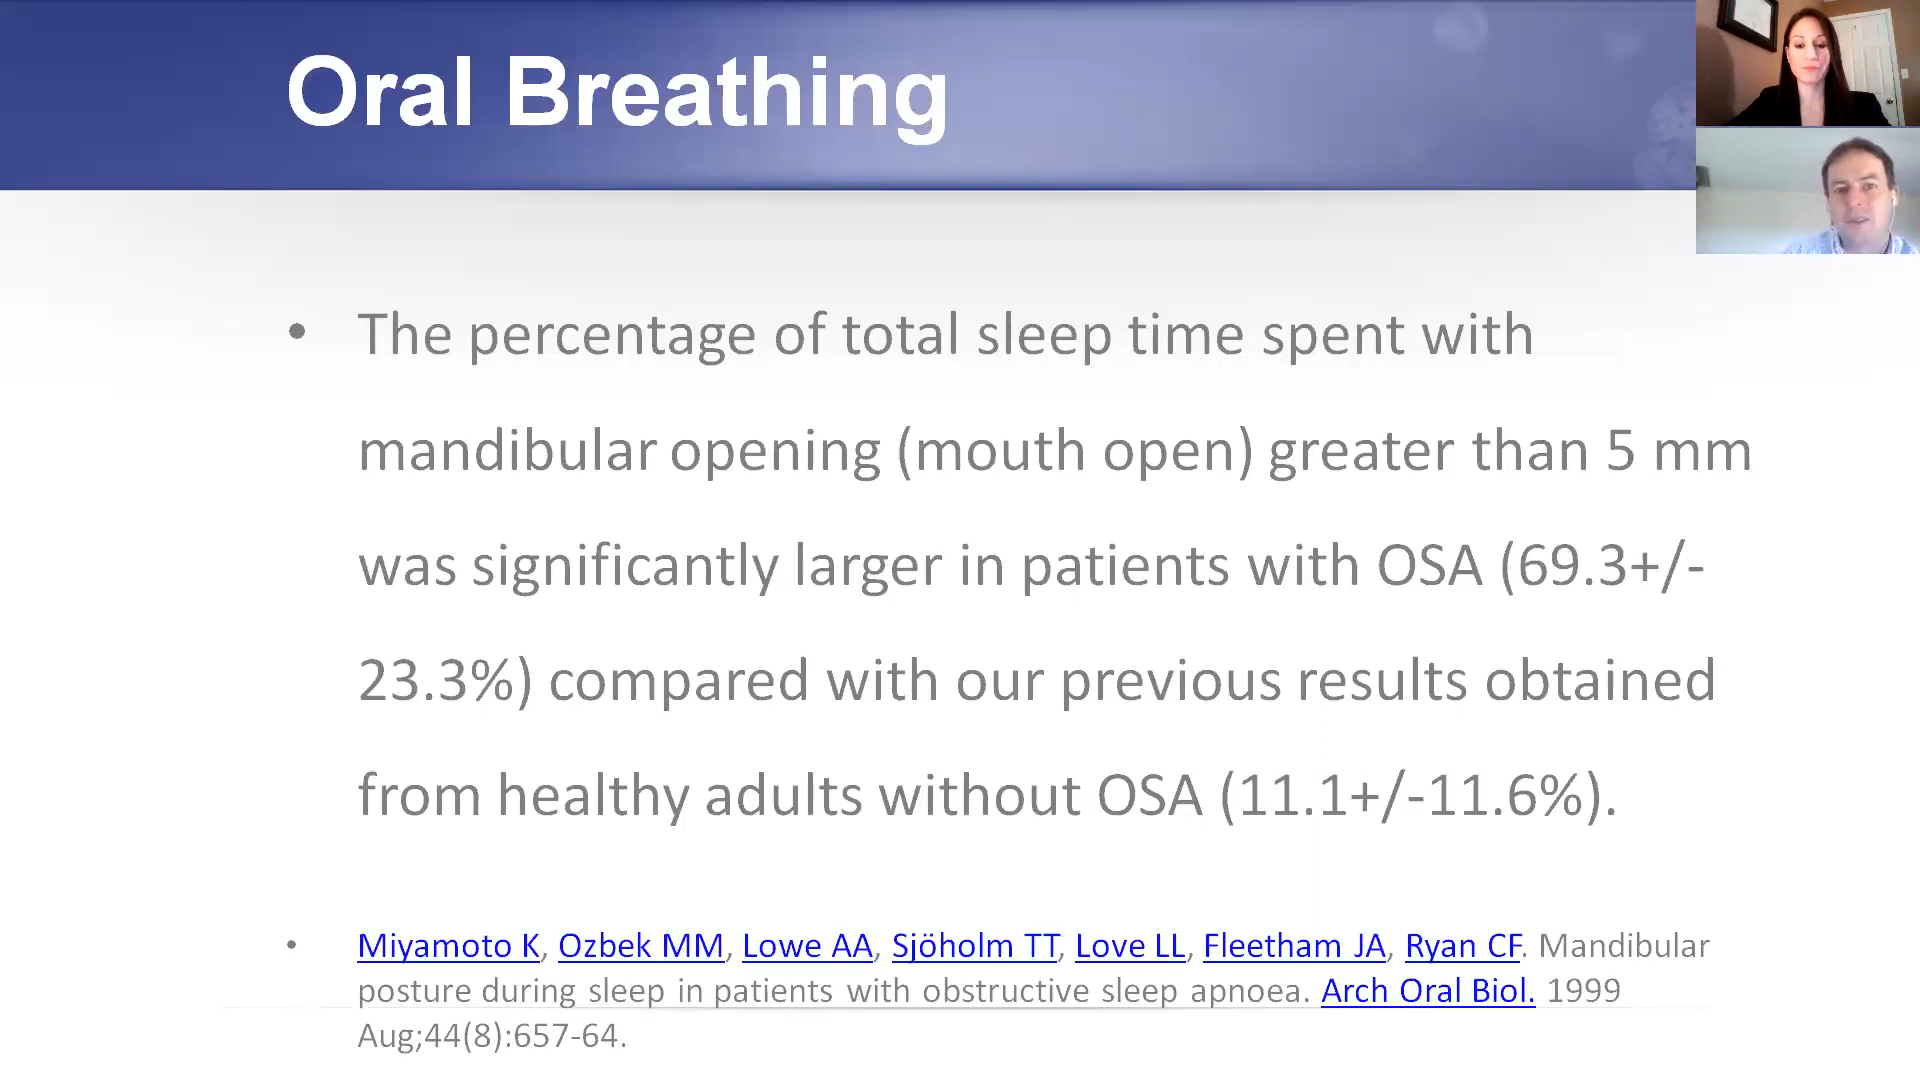 Oral Breathing
• The percentage of total sleep time spent with
mandibular opening (mouth open) greater than 5 mm
was significantly larger in patients with OSA (69.3+/-
23.3%) compared with our previous results obtained
from healthy adults without OSA (11.1+/-11.6%).
• Miyamoto K, Ozbek MM, Lowe AA, Sjöholm TT, Love LL, Fleetham JA, Ryan CF. Mandibular
posture during sleep in patients with obstructive sleep apnoea. Arch Oral Biol. 1999
Aug;44(8):657-64.